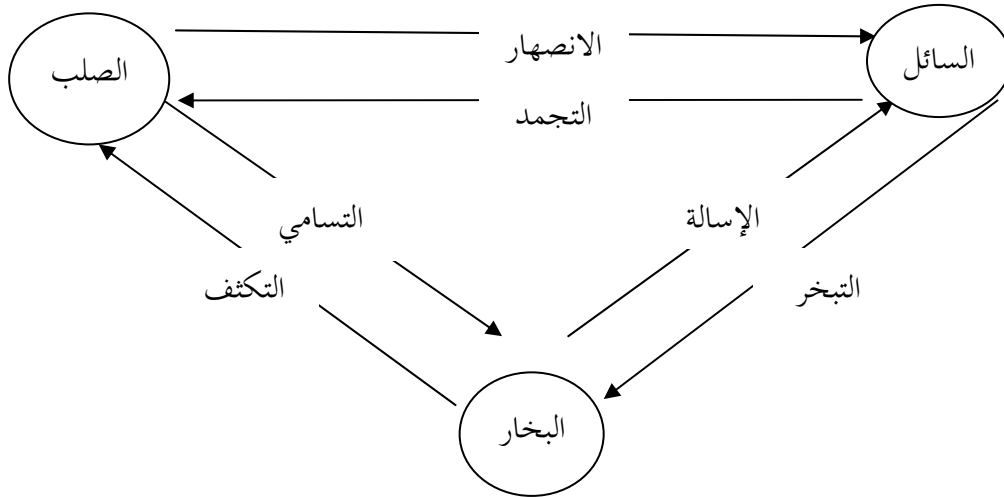 السائل
الانصهار
الصلب
التجمد
الإسالة
التسامي
التبخر
التكثف
البخار